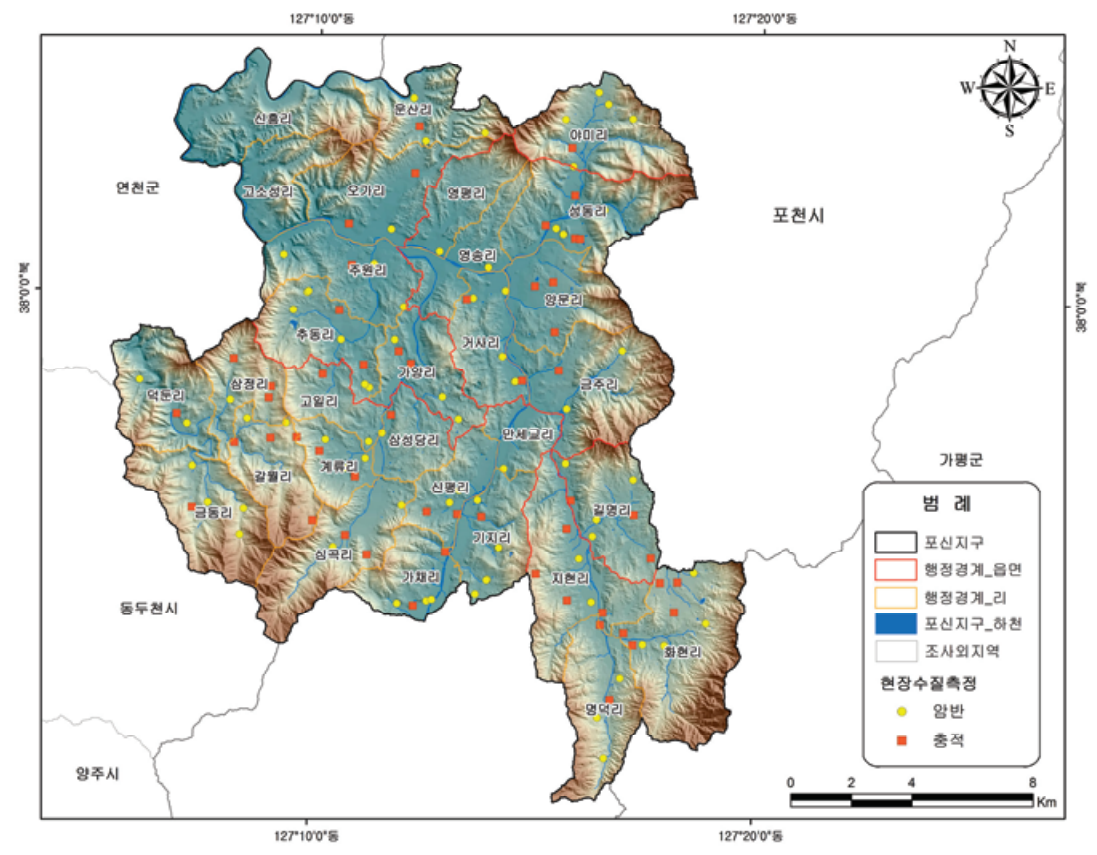 127°10'0"동 127°20'0"동
N
W E
S
38°0'0"북 38°0'0"북
연천군
포천시
가평군
동두천시
양주시
운산리
신흥리
야미리
고소성리 오가리 영평리
성동리
영송리
주원리
양문리
추동리
거사리
가양리
삼정리 금주리
덕둔리
고일리
만세교리
삼성당리
계류리
갈월리
신평리
금동리 길명리
기지리
심곡리
가채리 지현리
화현리
명덕리
범 례
포신지구
행정경계_읍면
행정경계_리
포신지구_하천
조사외지역
현장수질측정
암반
충적
0 2 4 8
Km
127°10'0"동 127°20'0"동